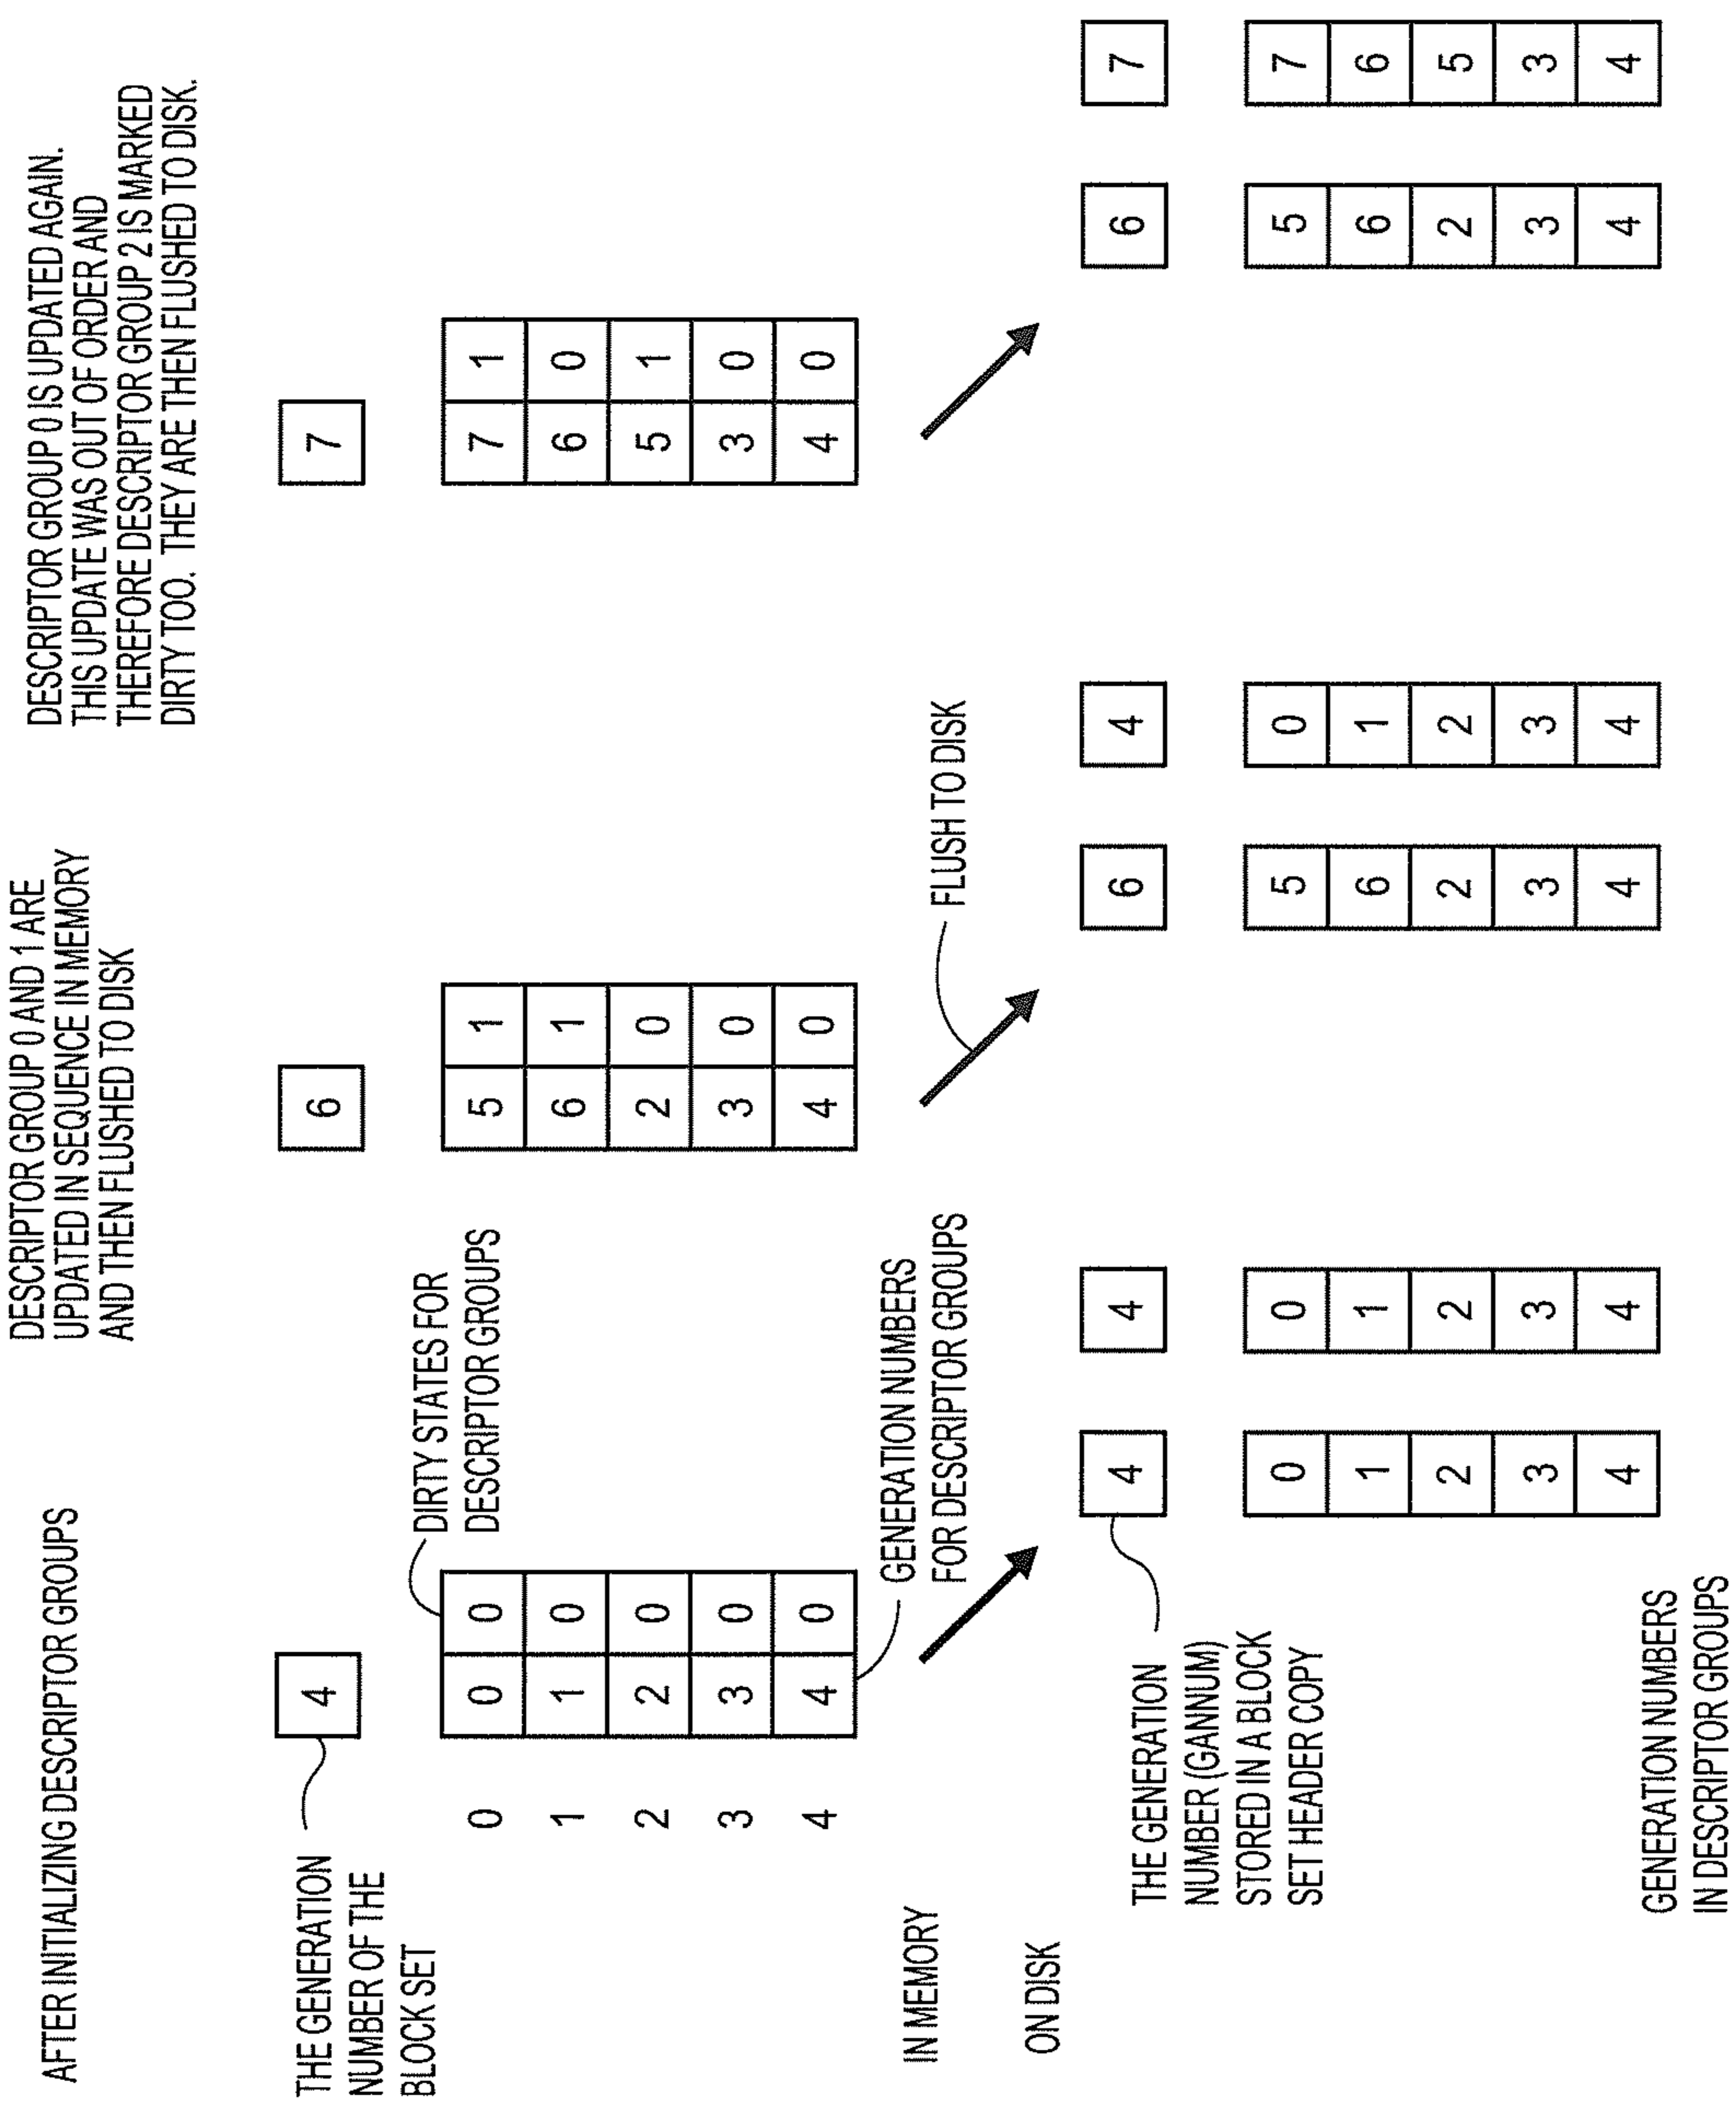 AFTER INITIALIZING DESCRIPTOR GROUPS
DESCRIPTOR GROUP 0 AND 1 ARE
UPDATED IN SEQUENCE IN MEMORY
AND THEN FLUSHED TO DISK
DESCRIPTOR GROUP 0 IS UPDATED AGAIN.
THIS UPDATE WAS OUT OF ORDER AND
THEREFORE DESCRIPTOR GROUP 2 IS MARKED
DIRTY TOO. THEY ARE THEN FLUSHED TO DISK.
THE GENERATION
NUMBER OF THE
BLOCK SET
4 6 7
DIRTY STATES FOR
DESCRIPTOR GROUPS
0 0 0 5 1 7 1
1 1 0 6 1 6 0
2 2 0 2 0 5 1
3 3 0 3 0 3 0
4 4 0 4 0 4 0
GENERATION NUMBERS
FOR DESCRIPTOR GROUPS
IN MEMORY
FLUSH TO DISK
ON DISK
THE GENERATION
NUMBER (GANNUM)
STORED IN A BLOCK
SET HEADER COPY
4 4 6 4 6 7
0 0 5 0 5 7
1 1 6 1 6 6
2 2 2 2 2 5
3 3 3 3 3 3
4 4 4 4 4 4
GENERATION NUMBERS
IN DESCRIPTOR GROUPS